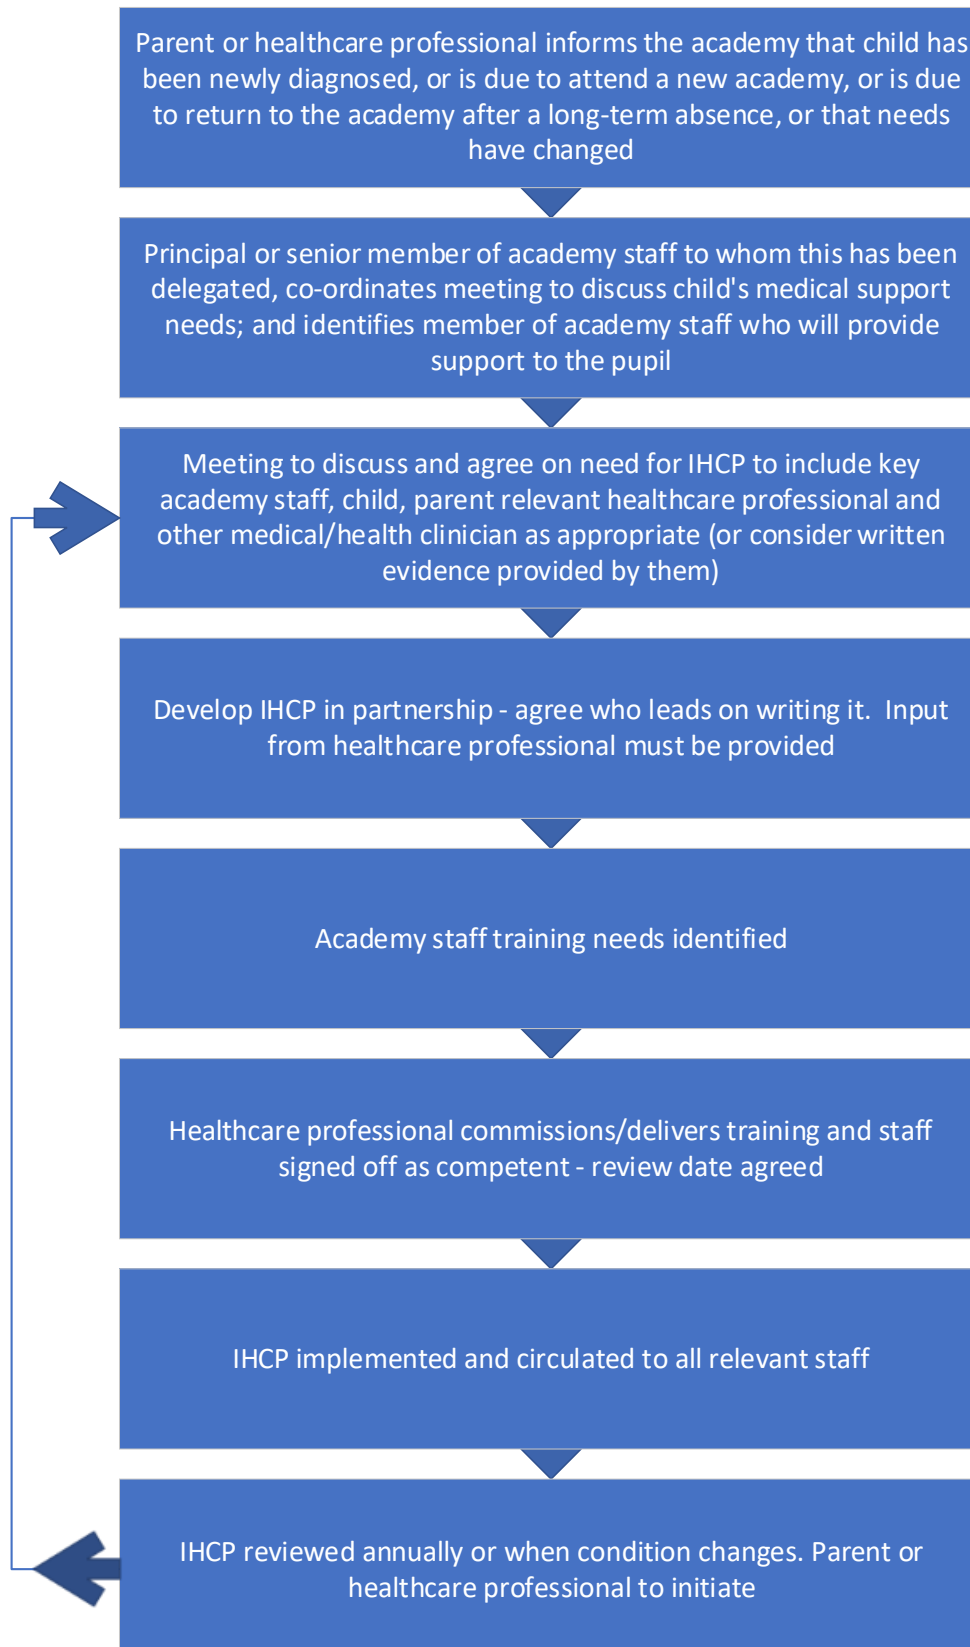 Parent or healthcare professional informs the academy that child has
been newly diagnosed, or is due to attend a new academy, or is due
to return to the academy after a long-term absence, or that needs
have changed
Principal or senior member of academy staff to whom this has been
delegated, co-ordinates meeting to discuss child's medical support
needs; and identifies member of academy staff who will provide
support to the pupil
Meeting to discuss and agree on need for IHCP to include key
academy staff, child, parent relevant healthcare professional and
other medical/health clinician as appropriate (or consider written
evidence provided by them)
Develop IHCP in partnership - agree who leads on writing it. Input
from healthcare professional must be provided
Academy staff training needs identified
Healthcare professional commissions/delivers training and staff
signed off as competent - review date agreed
IHCP implemented and circulated to all relevant staff
IHCP reviewed annually or when condition changes. Parent or
healthcare professional to initiate